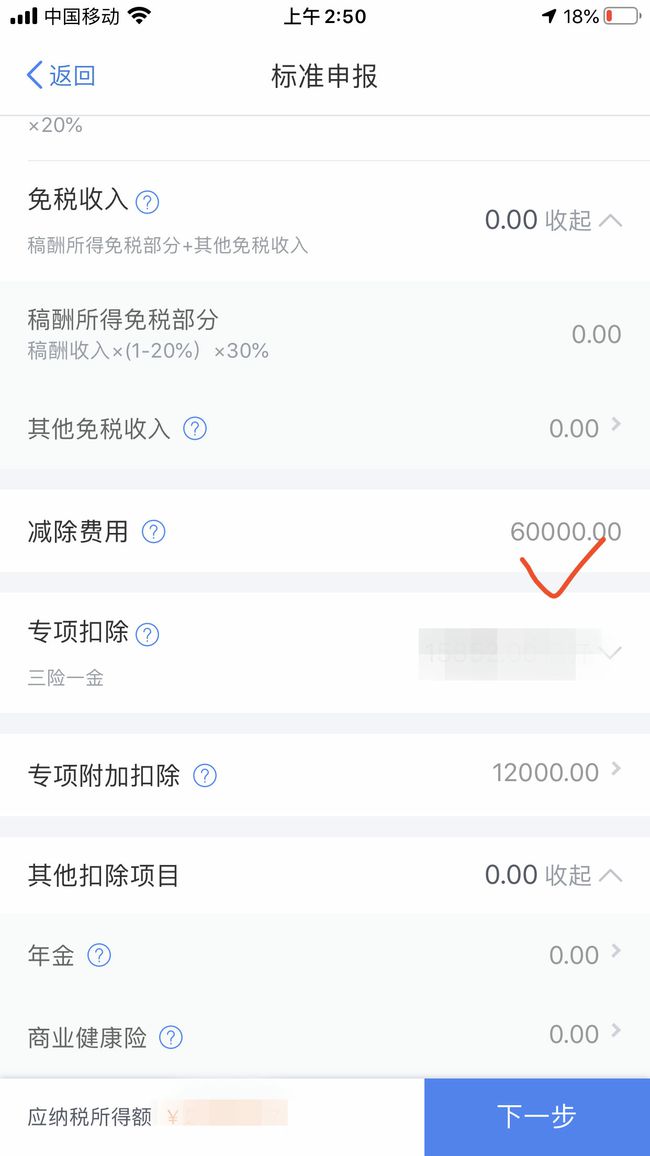 中国移动 上午 2:50 18%
返回 标准申报
×20%
免税收入 ?
0.00 收起
稿酬所得免税部分+其他免税收入
稿酬所得免税部分
0.00
稿酬收入×(1-20%) ×30%
其他免税收入 ? 0.00
减除费用 ? 60000.00
专项扣除 ?
三险一金
专项附加扣除 ? 12000.00
其他扣除项目 0.00 收起
年金 ? 0.00
商业健康险 ? 0.00
应纳税所得额 ¥
下一步